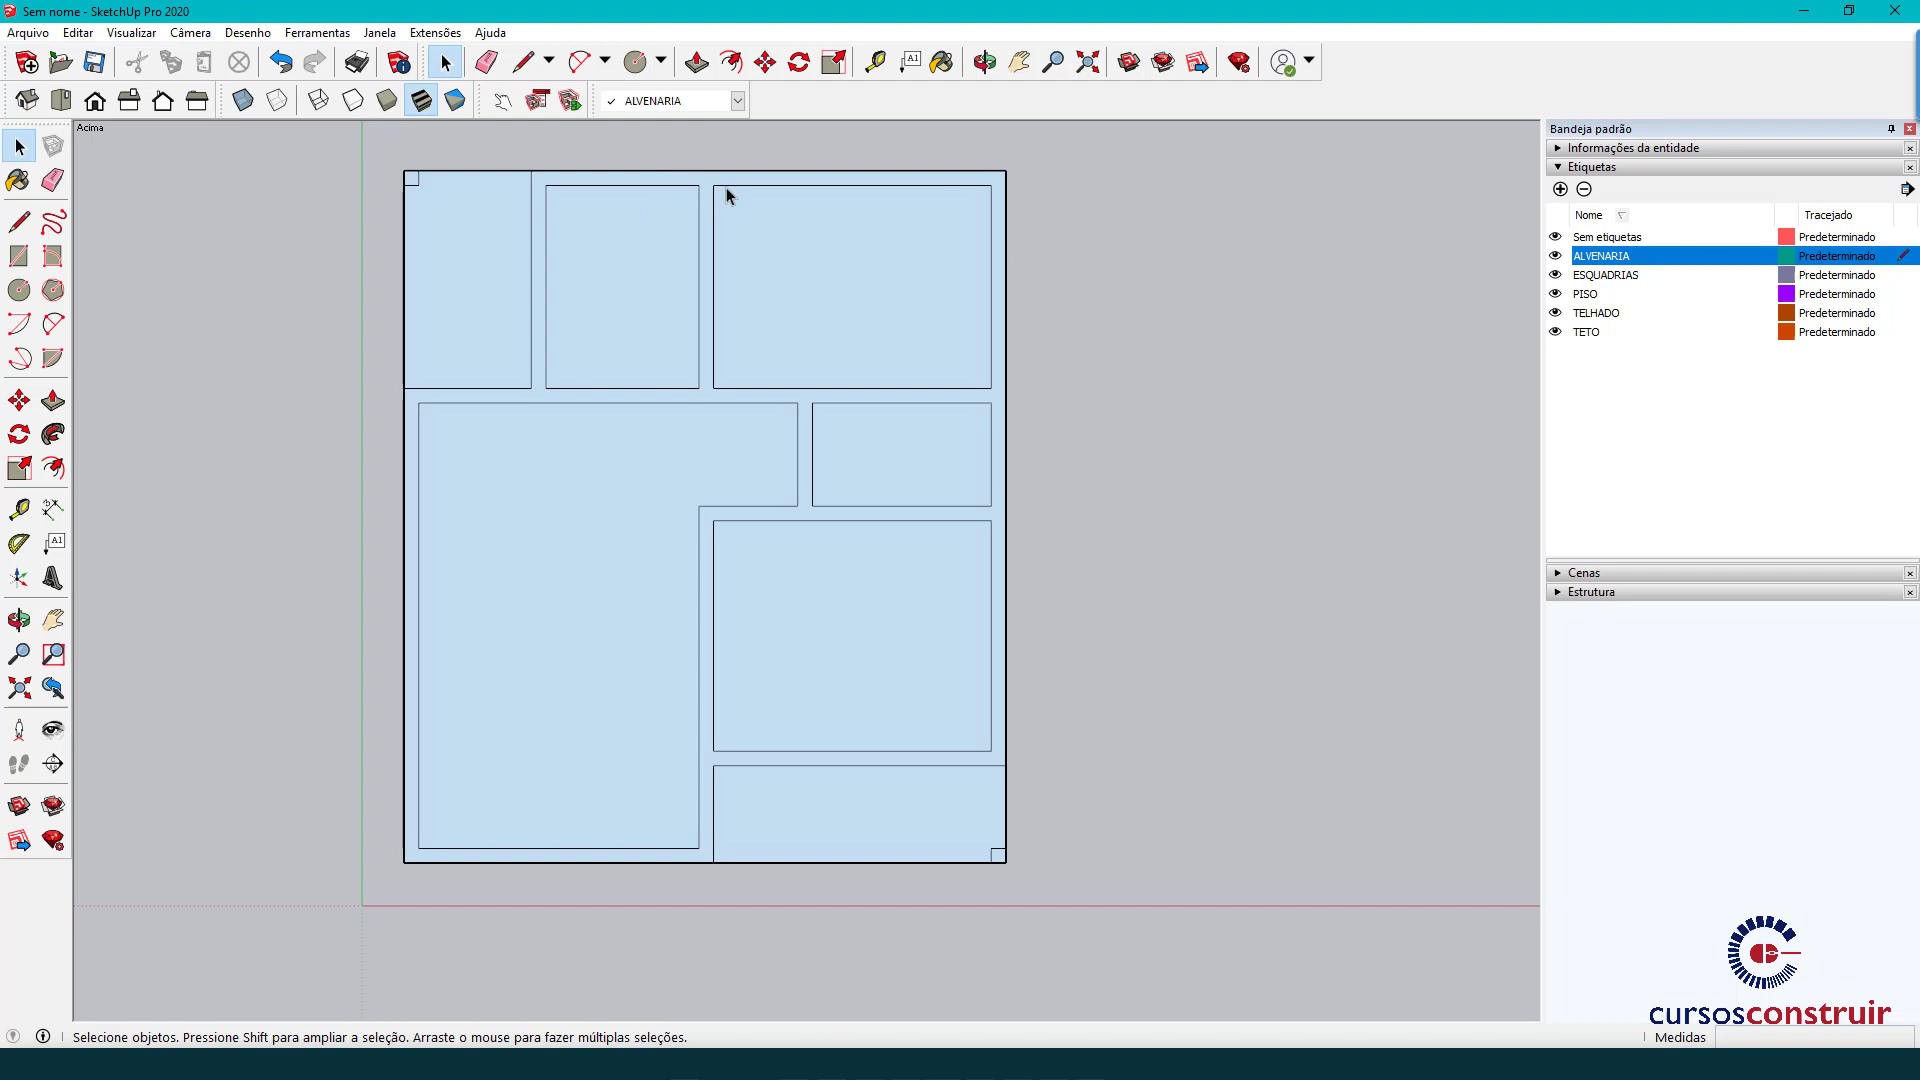 Sem nome - SketchUp Pro 2020
Arquivo Editar Visualizar Câmera Desenho Ferramentas Janela Extensões Ajuda
A1
ALVENARIA
Acima
Bandeja padrão
Informações da entidade
Etiquetas
Nome Tracejado
Sem etiquetas Predeterminado
ALVENARIA Predeterminado
ESQUADRIAS Predeterminado
PISO Predeterminado
TELHADO Predeterminado
TETO Predeterminado
A1
Cenas
Estrutura
cursosconstruir
Selecione objetos. Pressione Shift para ampliar a seleção. Arraste o mouse para fazer múltiplas seleções.
Medidas